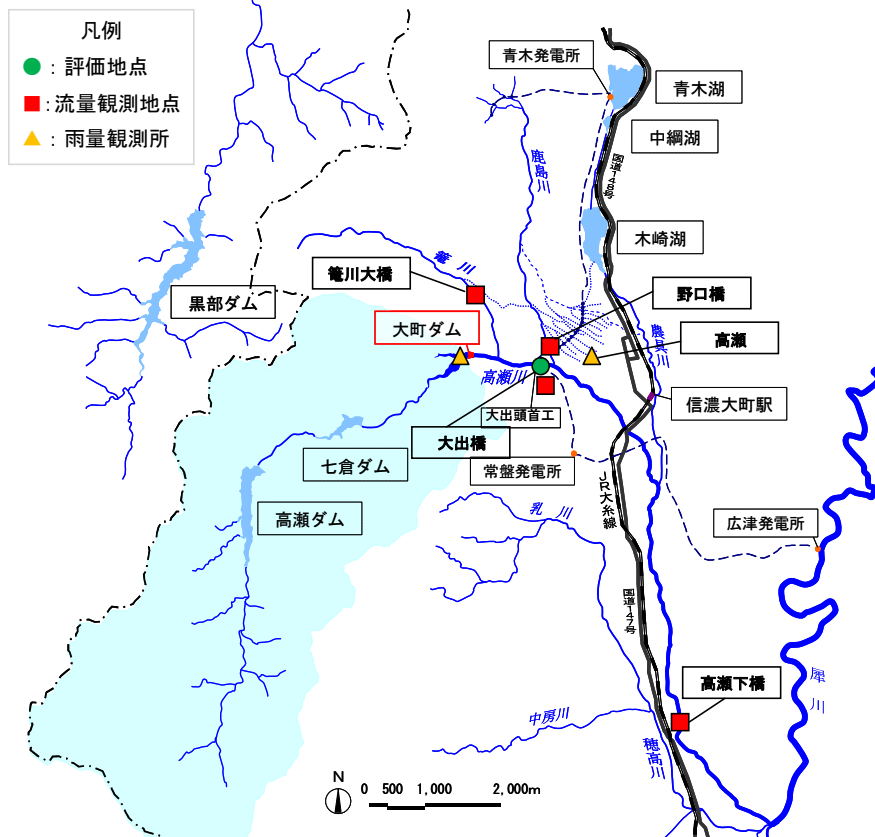 凡例
：評価地点
：流量観測地点
：雨量観測所
青木発電所
青木湖
中綱湖
国道148号
鹿島川
木崎湖
籠川
籠川大橋
野口橋
黒部ダム
大町ダム
農具川
高瀬
高瀬川
大出頭首工
信濃大町駅
大出橋
七倉ダム
常盤発電所
JR大糸線
高瀬ダム
乳川
広津発電所
国道147号
高瀬下橋
犀川
中房川
穂高川
N
0 500 1,000 2,000m